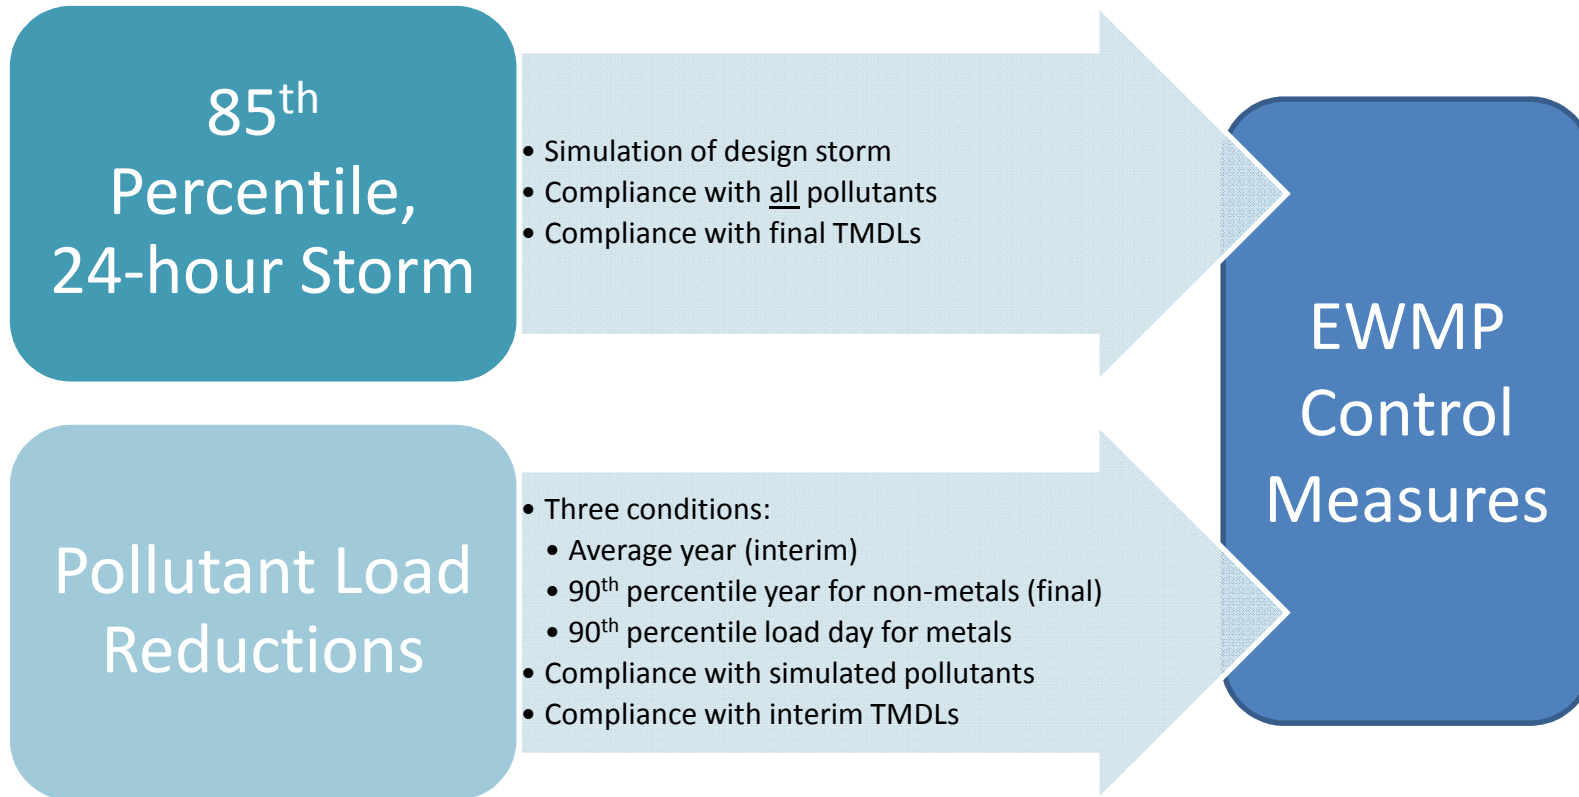 85th
Percentile,
24-hour Storm
• Simulation of design storm
• Compliance with all pollutants
• Compliance with final TMDLs
Pollutant Load
Reductions
• Three conditions:
• Average year (interim)
• 90th percentile year for non-metals (final)
• 90th percentile load day for metals
• Compliance with simulated pollutants
• Compliance with interim TMDLs
EWMP
Control
Measures